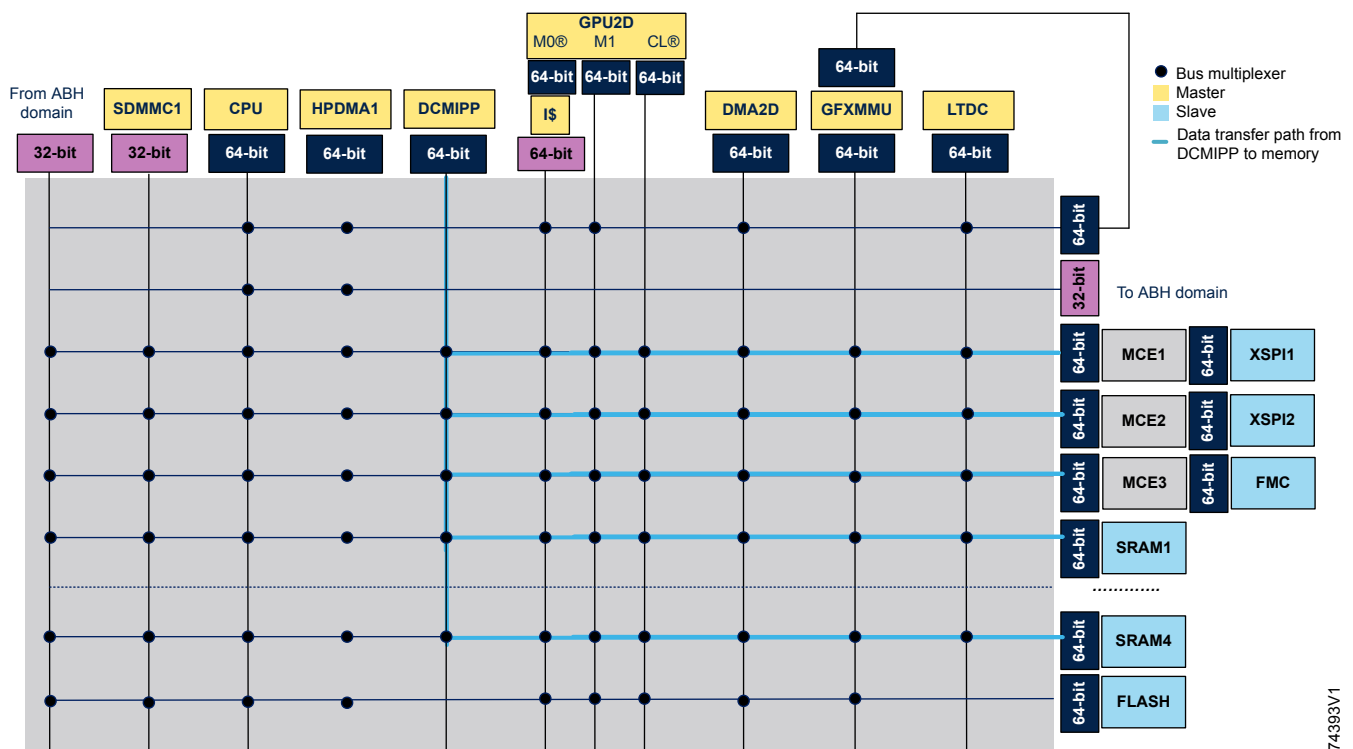 GPU2D
M0® M1 CL®
64-bit 64-bit 64-bit 64-bit
From ABH
domain
SDMMC1 CPU HPDMA1 DCMIPP I$ DMA2D GFXMMU LTDC
32-bit 32-bit 64-bit 64-bit 64-bit 64-bit 64-bit 64-bit 64-bit
Bus multiplexer
Master
Slave
Data transfer path from
DCMIPP to memory
64-bit
32-bit To ABH domain
64-bit MCE1 64-bit XSPI1
64-bit MCE2 64-bit XSPI2
64-bit MCE3 64-bit FMC
64-bit SRAM1
.............
64-bit SRAM4
64-bit FLASH
74393V1